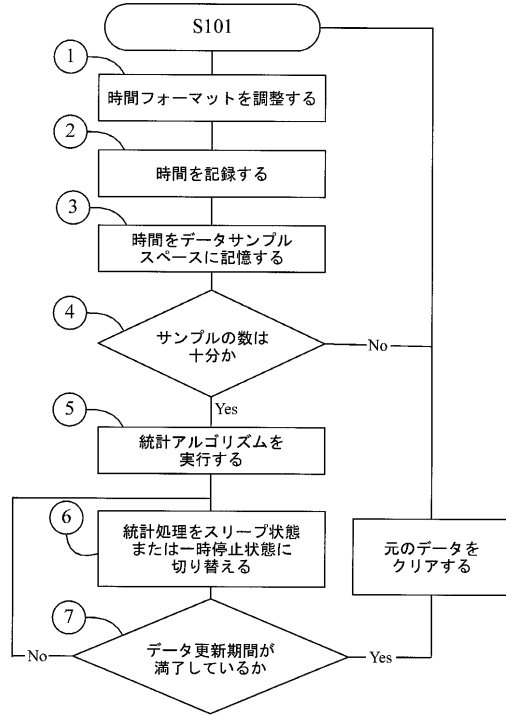 S101
1
時間フォーマットを調整する
2
時間を記録する
3
時間をデータサンプル
スペースに記憶する
4
サンプルの数は
十分か
No
Yes
5
統計アルゴリズムを
実行する
6
統計処理をスリープ状態
または一時停止状態に
切り替える
元のデータを
クリアする
7
データ更新期間が
満了しているか
No
Yes